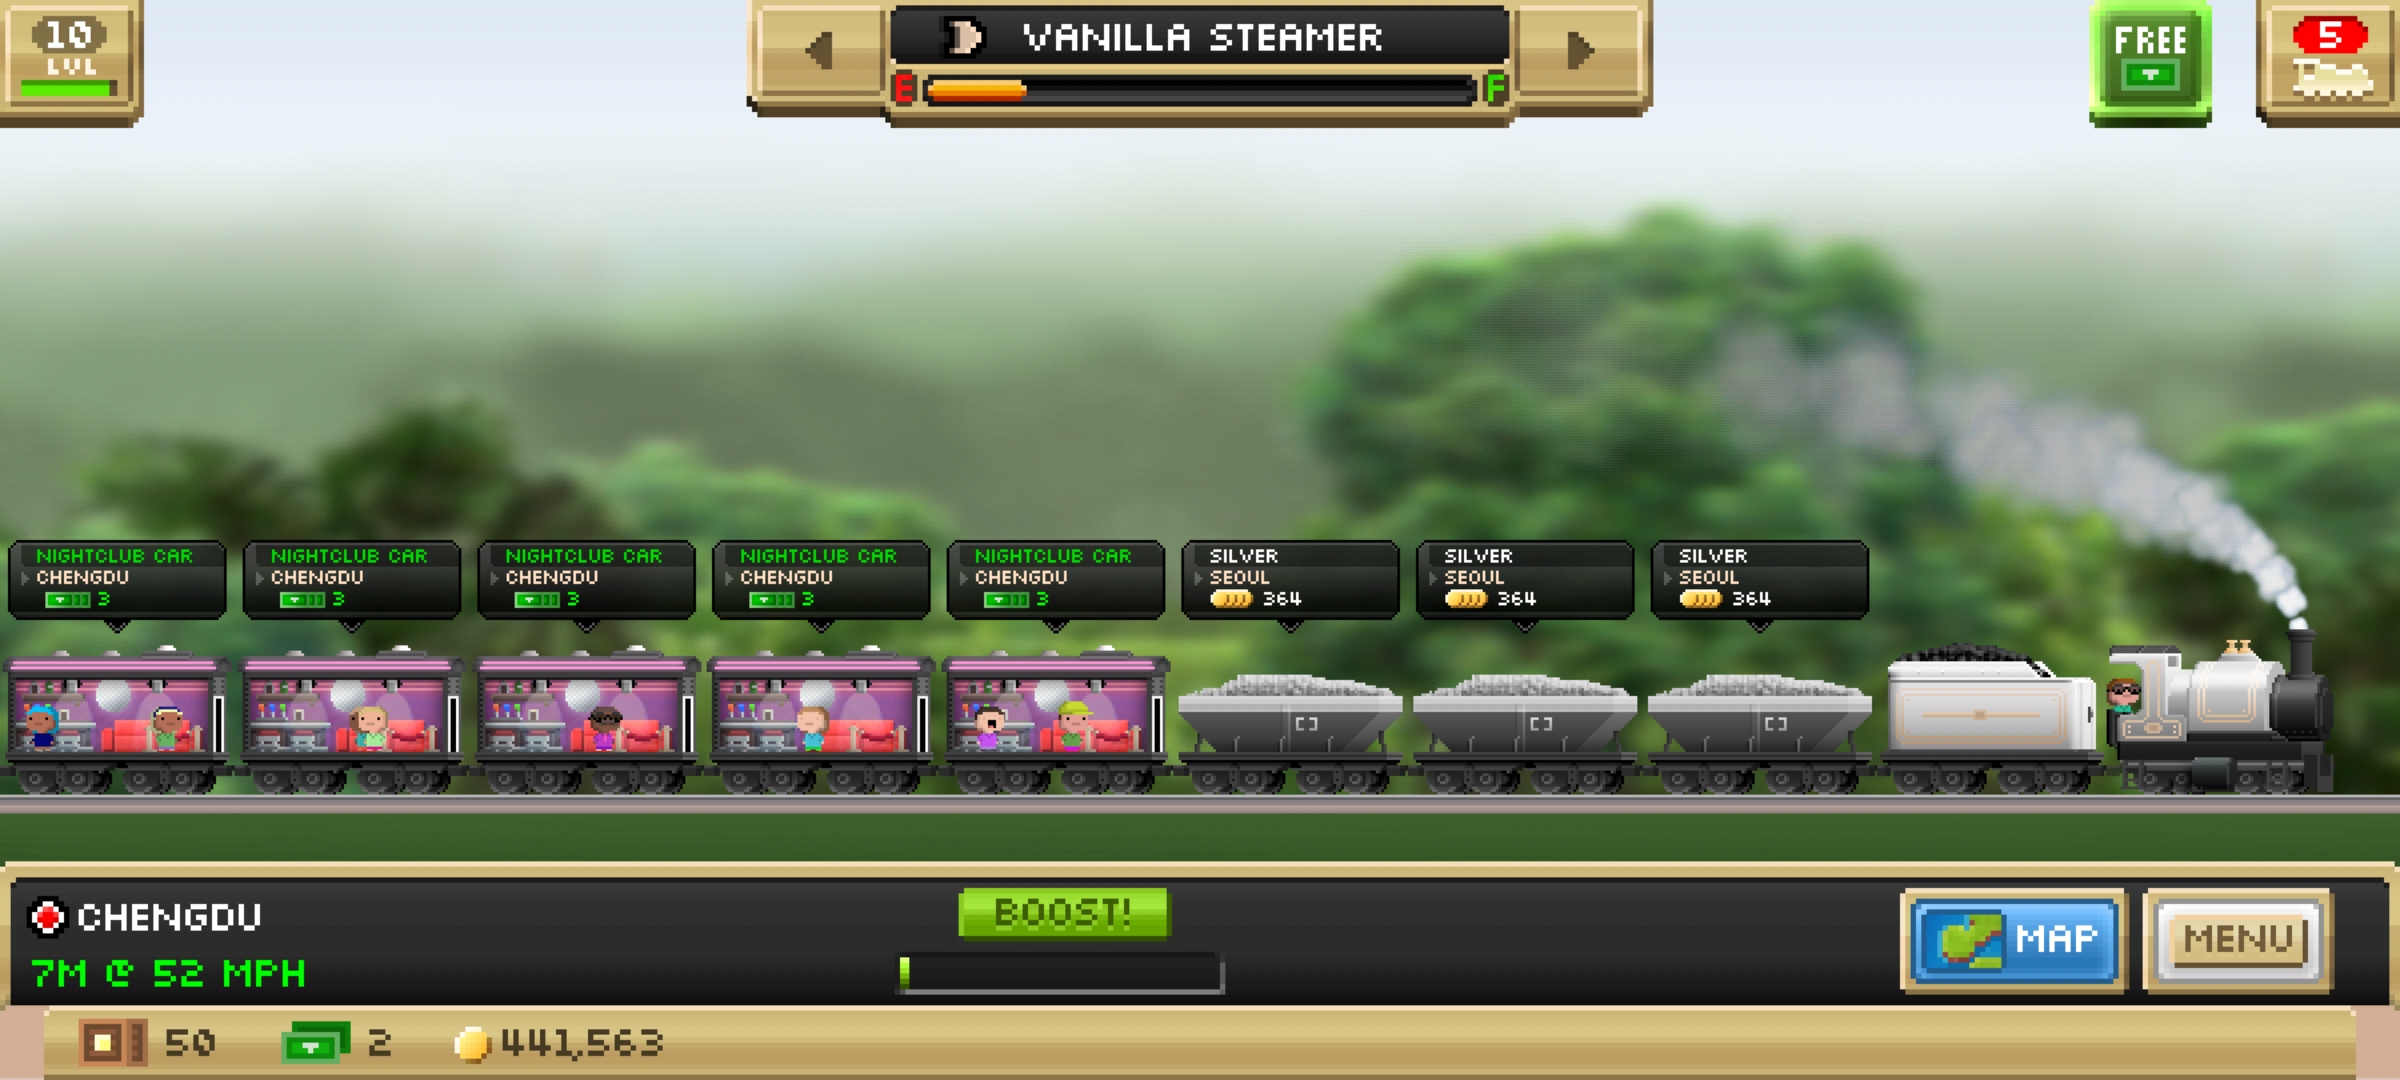 10
LVL
VANILLA STEAMER
E
F
FREE
5
NIGHTCLUB CAR
CHENGDU
3
NIGHTCLUB CAR
CHENGDU
3
NIGHTCLUB CAR
CHENGDU
3
NIGHTCLUB CAR
CHENGDU
3
NIGHTCLUB CAR
CHENGDU
3
SILVER
SEOUL
364
SILVER
SEOUL
364
SILVER
SEOUL
364
CHENGDU
7M @ 52 MPH
BOOST!
MAP
MENU
50
2
441,563